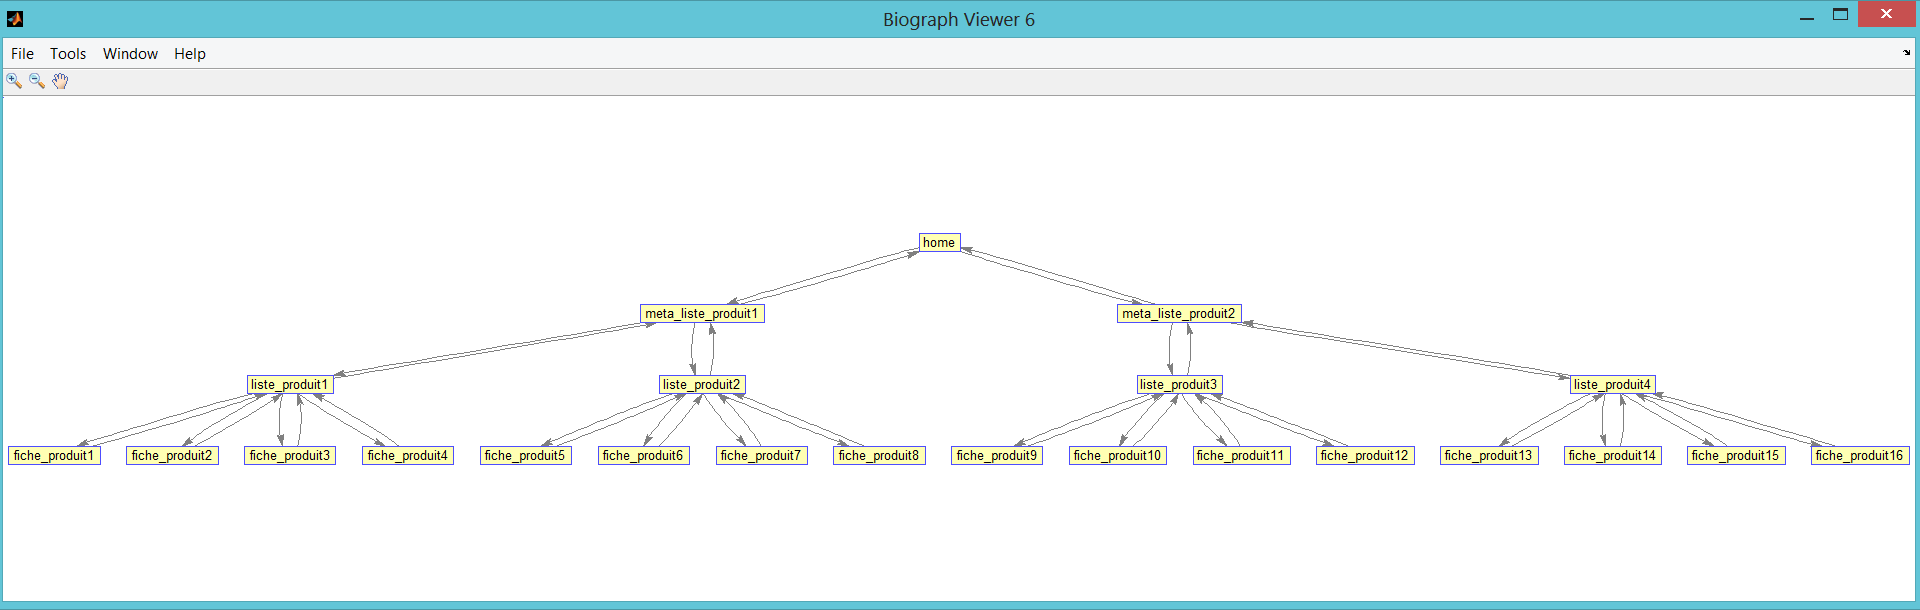 Biograph Viewer 6
File Tools Window Help
home
meta_liste_produit1 meta_liste_produit2
liste_produit1 liste_produit2 liste_produit3 liste_produit4
fiche_produit1 fiche_produit2 fiche_produit3 fiche_produit4 fiche_produit5 fiche_produit6 fiche_produit7 fiche_produit8 fiche_produit9 fiche_produit10 fiche_produit11 fiche_produit12 fiche_produit13 fiche_produit14 fiche_produit15 fiche_produit16